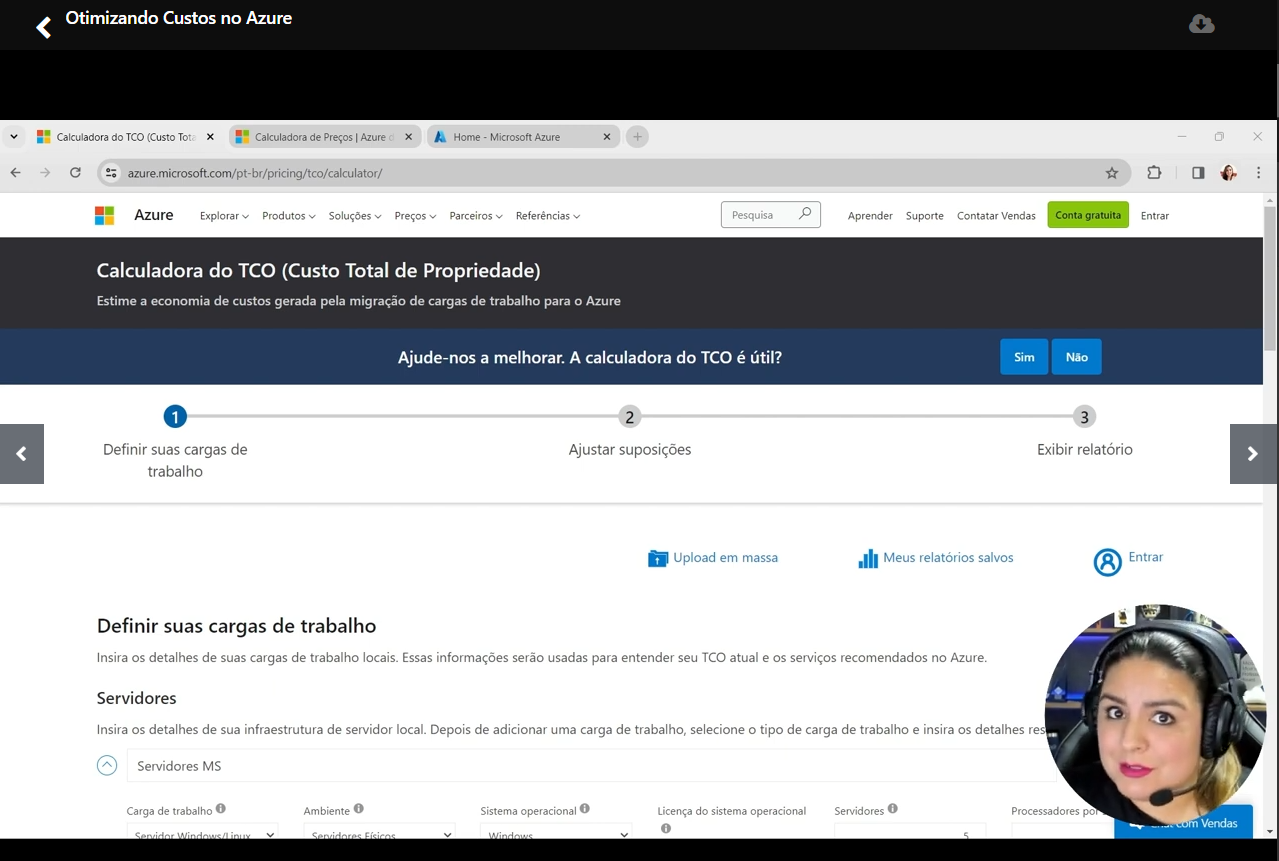 Otimizando Custos no Azure
Calculadora do TCO (Custo Tota
Calculadora de Preços | Azure d
Home - Microsoft Azure
azure.microsoft.com/pt-br/pricing/tco/calculator/
Azure
Explorar
Produtos
Soluções
Preços
Parceiros
Referências
Pesquisa
Aprender
Suporte
Contatar Vendas
Conta gratuita
Entrar
Calculadora do TCO (Custo Total de Propriedade)
Estime a economia de custos gerada pela migração de cargas de trabalho para o Azure
Ajude-nos a melhorar. A calculadora do TCO é útil?
Sim
Não
1
2
3
Definir suas cargas de
trabalho
Ajustar suposições
Exibir relatório
Upload em massa
Meus relatórios salvos
Entrar
Definir suas cargas de trabalho
Insira os detalhes de suas cargas de trabalho locais. Essas informações serão usadas para entender seu TCO atual e os serviços recomendados no Azure.
Servidores
Insira os detalhes de sua infraestrutura de servidor local. Depois de adicionar uma carga de trabalho, selecione o tipo de carga de trabalho e insira os detalhes res
Servidores MS
Carga de trabalho
Ambiente
Sistema operacional
Licença do sistema operacional
Servidores
Processadores por
Servidor Windows/Linux
Servidores Físicos
Windows
5
com Vendas